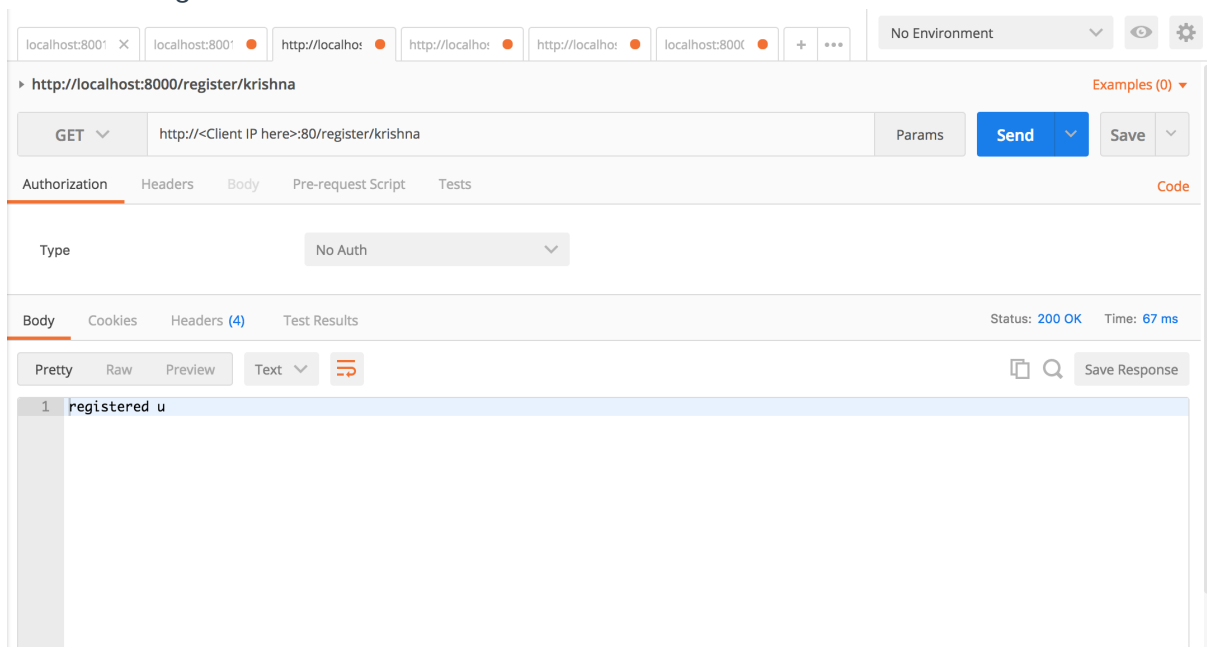 localhost:8001
localhost:8001
http://localhos
http://localhos
http://localhos
localhost:800
No Environment
http://localhost:8000/register/krishna
Examples (0)
GET
http://<Client IP here>:80/register/krishna
Params
Send
Save
Authorization
Headers
Body
Pre-request Script
Tests
Code
Type
No Auth
Body
Cookies
Headers (4)
Test Results
Status: 200 OK
Time: 67 ms
Pretty
Raw
Preview
Text
Save Response
1 registered u